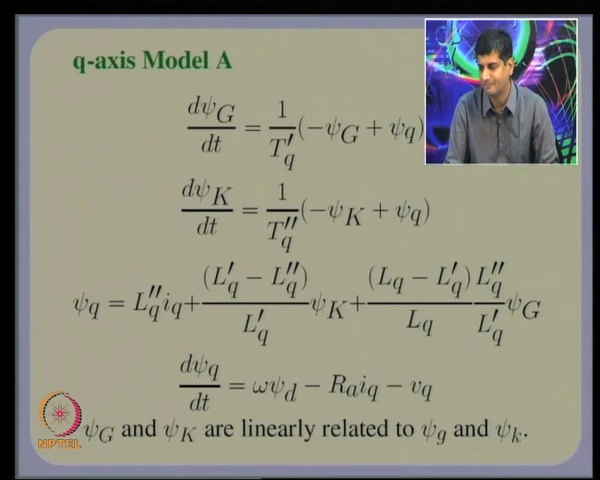 q-axis Model A
dψ_G/dt = 1/T'_q (−ψ_G + ψ_q)
dψ_K/dt = 1/T''_q (−ψ_K + ψ_q)
ψ_q = L''_q i_q + (L'_q − L''_q)/L'_q ψ_K + (L_q − L'_q)/L_q L''_q/L'_q ψ_G
dψ_q/dt = ωψ_d − R_a i_q − v_q
ψ_G and ψ_K are linearly related to ψ_g and ψ_k.
NPTEL